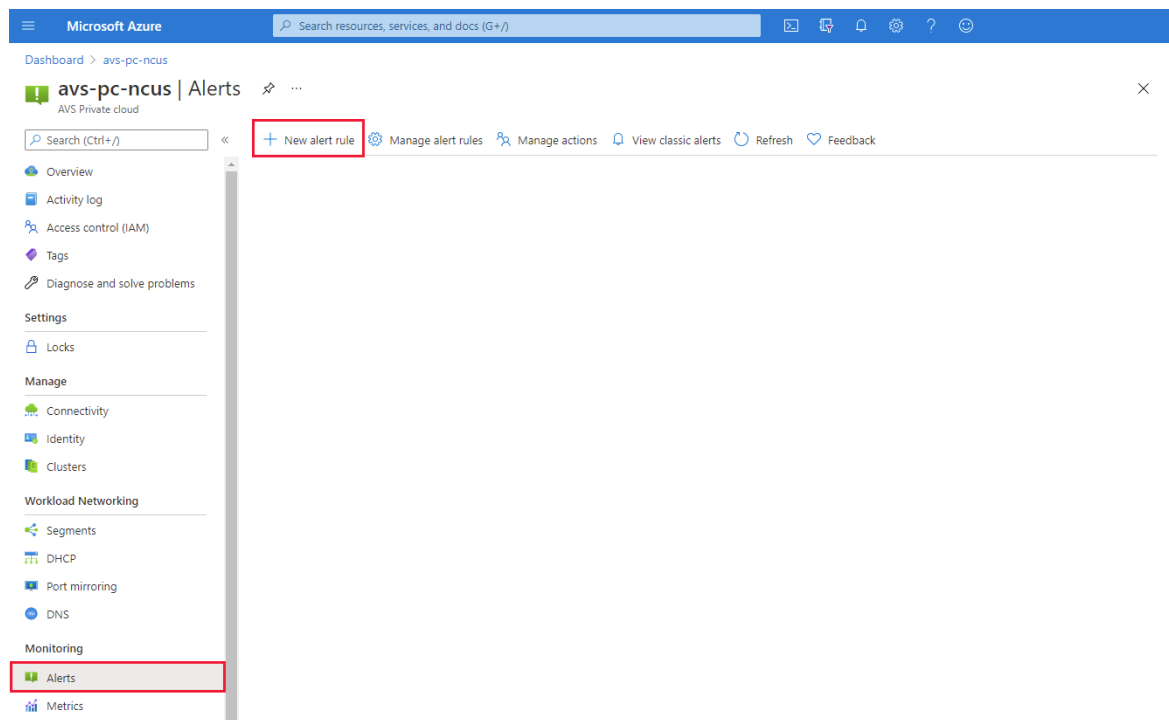 Microsoft Azure
Search resources, services, and docs (G+/)
Dashboard > avs-pc-ncus
avs-pc-ncus | Alerts
AVS Private cloud
Search (Ctrl+/)
New alert rule
Manage alert rules
Manage actions
View classic alerts
Refresh
Feedback
Overview
Activity log
Access control (IAM)
Tags
Diagnose and solve problems
Settings
Locks
Manage
Connectivity
Identity
Clusters
Workload Networking
Segments
DHCP
Port mirroring
DNS
Monitoring
Alerts
Metrics